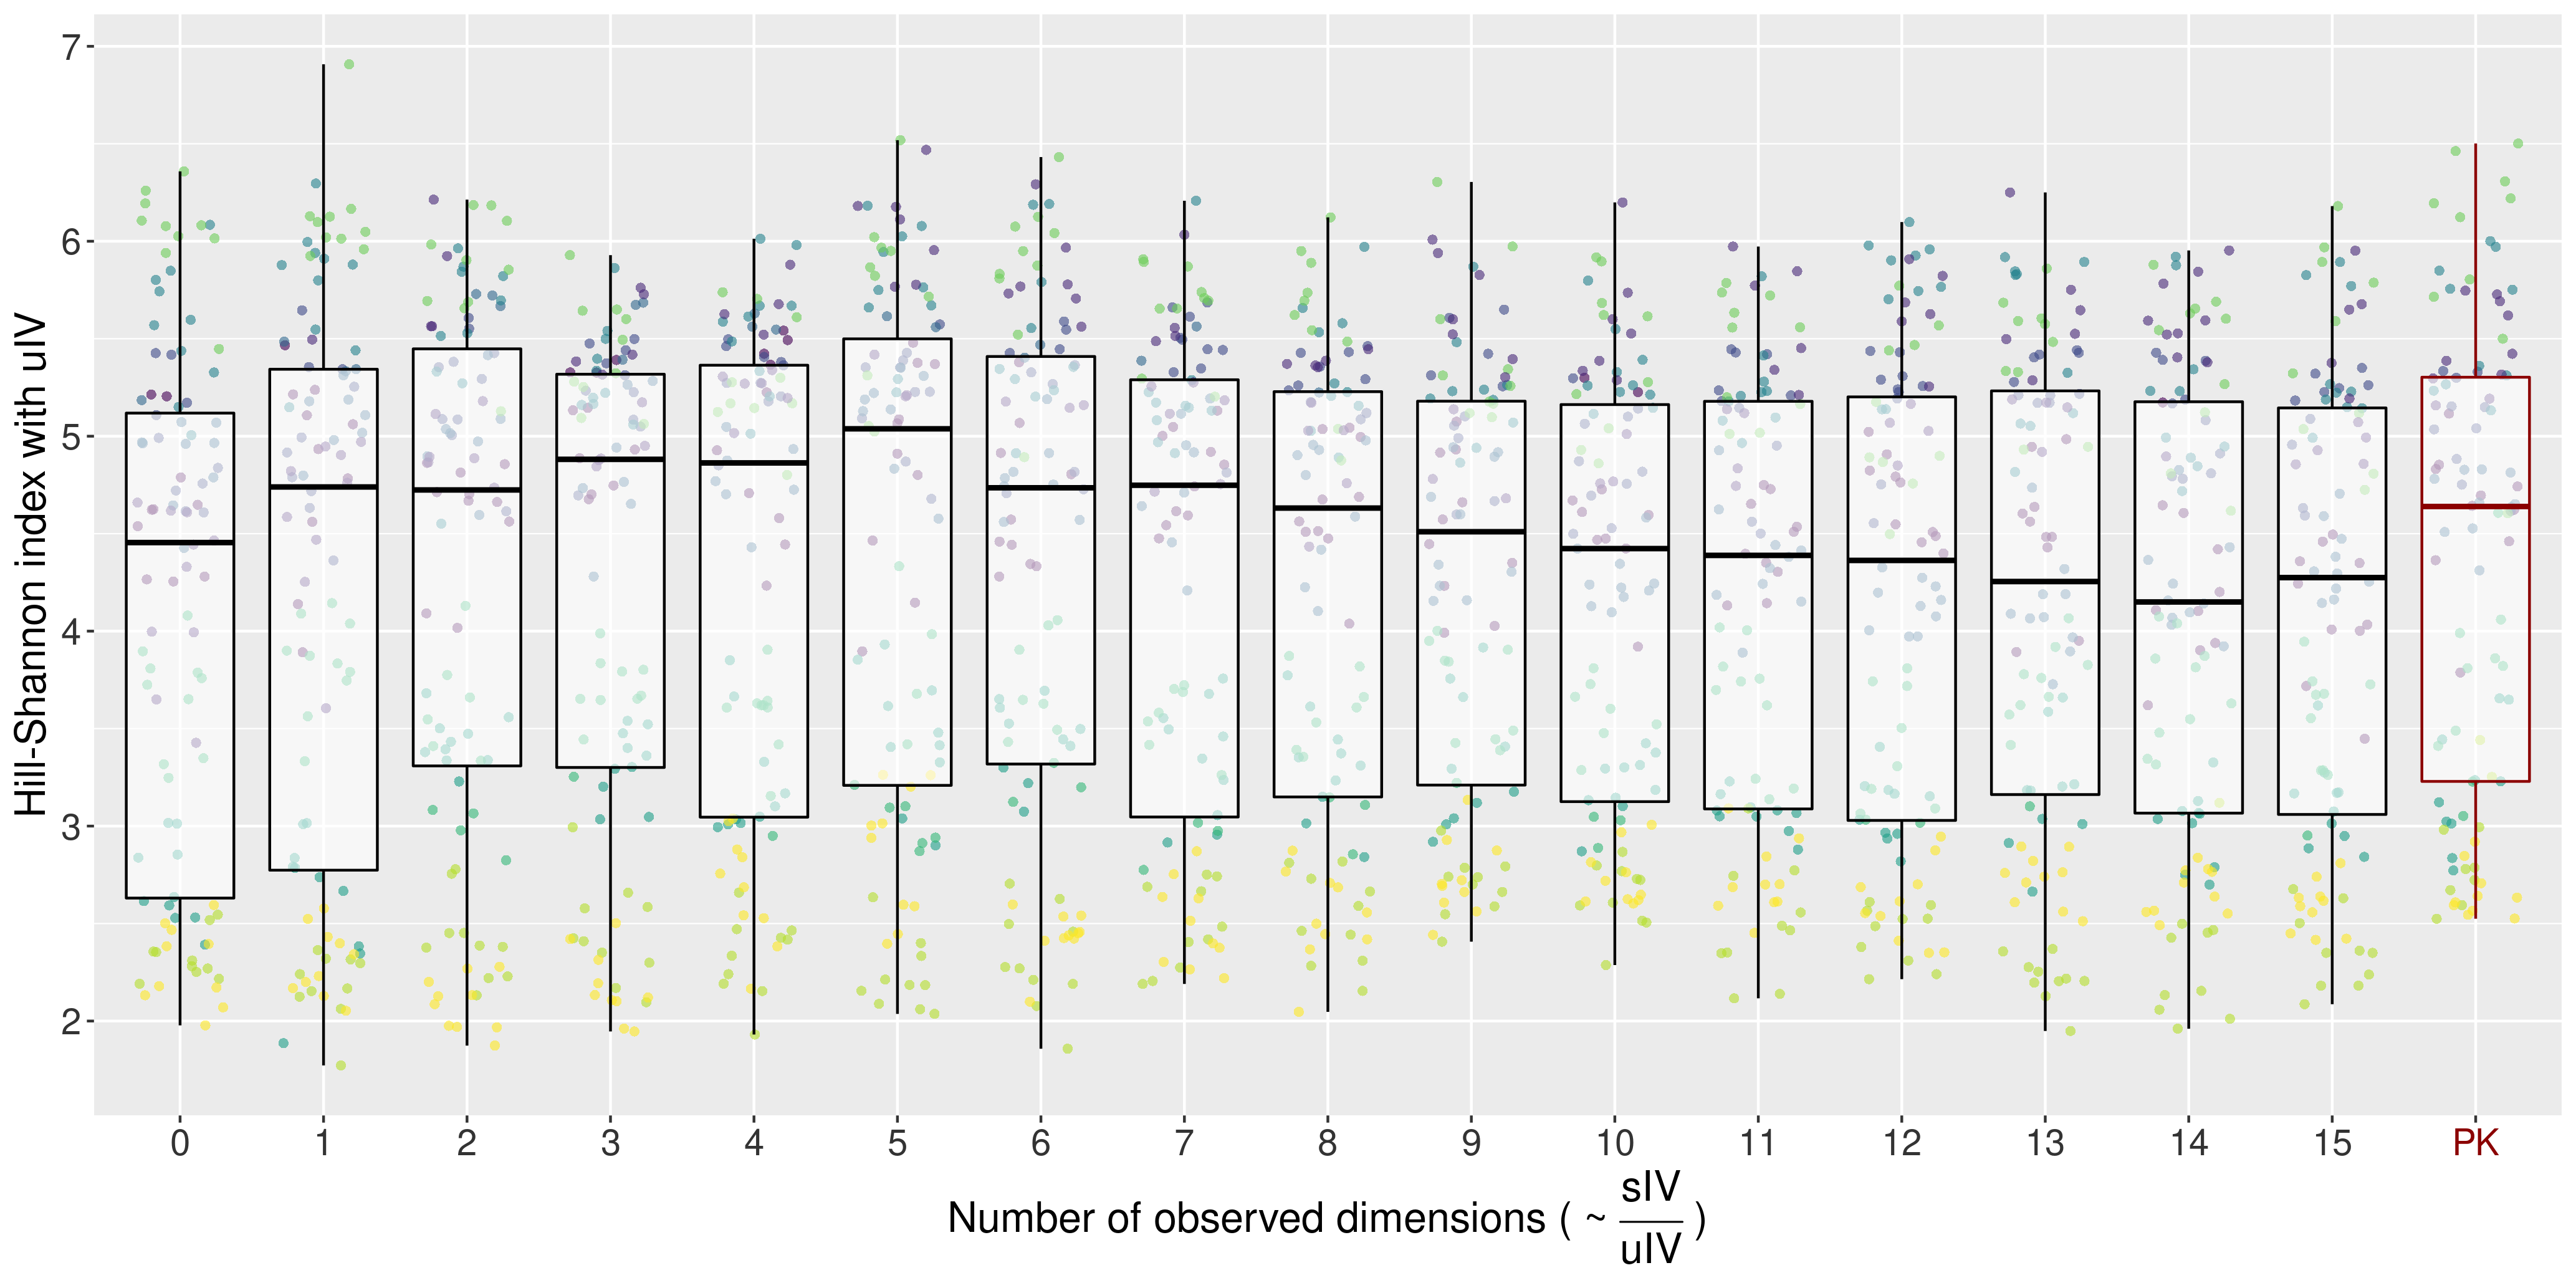 Hill-Shannon index with uIV
7
6
5
4
3
2
0 1 2 3 4 5 6 7 8 9 10 11 12 13 14 15 PK
Number of observed dimensions ( ~ sIV / uIV )